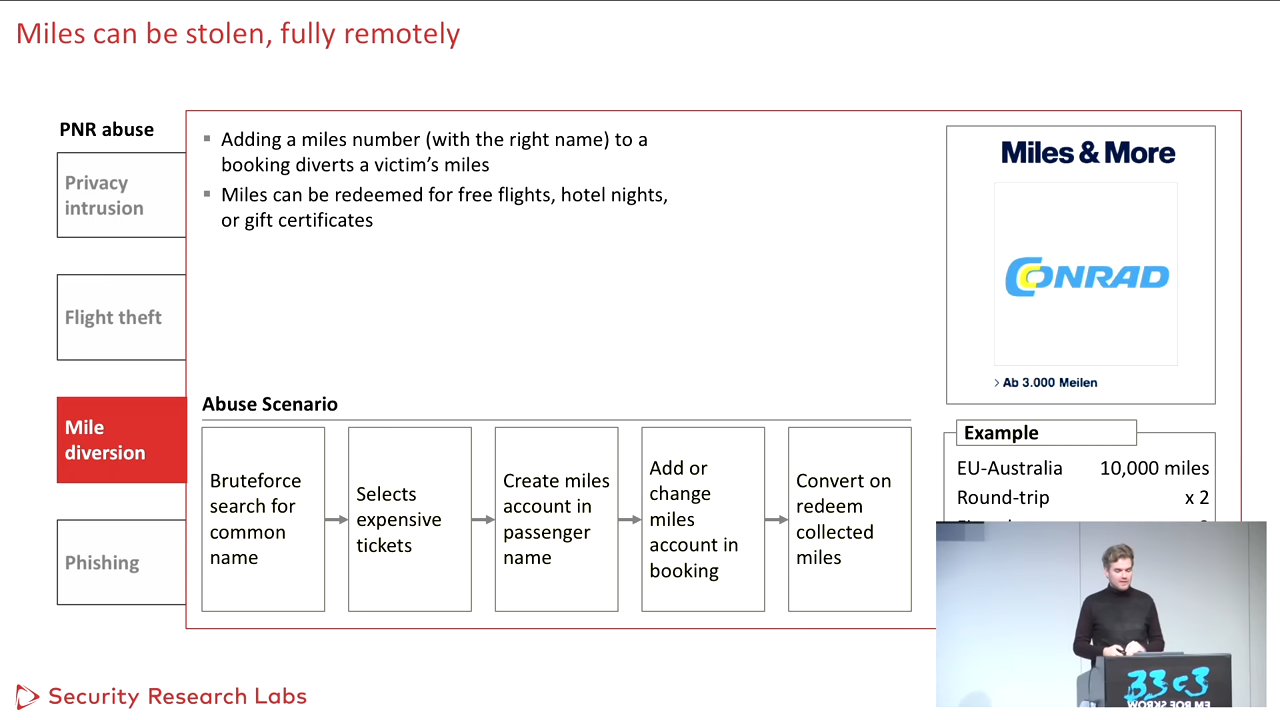 Miles can be stolen, fully remotely
PNR abuse
Privacy
intrusion
Flight theft
Mile
diversion
Phishing
Adding a miles number (with the right name) to a
booking diverts a victim's miles
Miles can be redeemed for free flights, hotel nights,
or gift certificates
Abuse Scenario
Bruteforce
search for
common
name
Selects
expensive
tickets
Create miles
account in
passenger
name
Add or
change
miles
account in
booking
Convert on
redeem
collected
miles
Miles & More
CONRAD
> Ab 3.000 Meilen
Example
EU-Australia 10,000 miles
Round-trip x 2
33c3
Security Research Labs